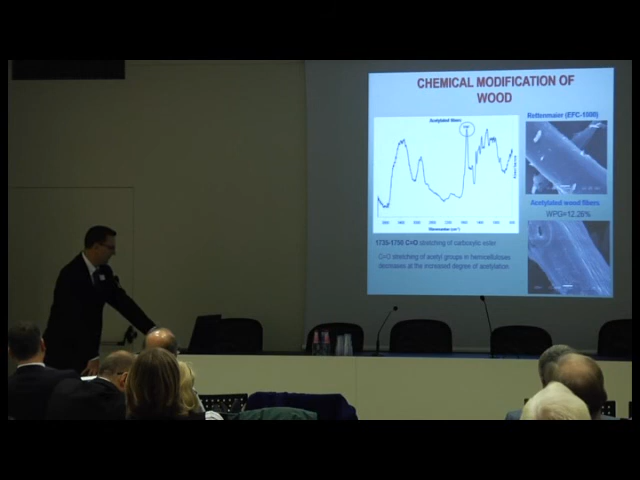 CHEMICAL MODIFICATION OF
WOOD
Acetylated fibers
Rettenmaier (EFC-1000)
Acetylated wood fibers
WPG=12.26%
Wavenumber (cm⁻¹)
1735-1750 C=O stretching of carboxylic ester
C=O stretching of acetyl groups in hemicelluloses
decreases at the increased degree of acetylation